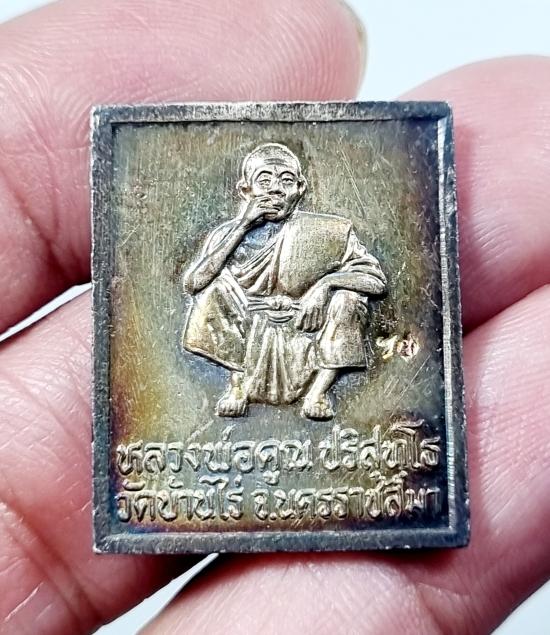 หลวงพ่อคูณ ปริสุทฺโธ
วัดบ้านไร่ จ.นครราชสีมา